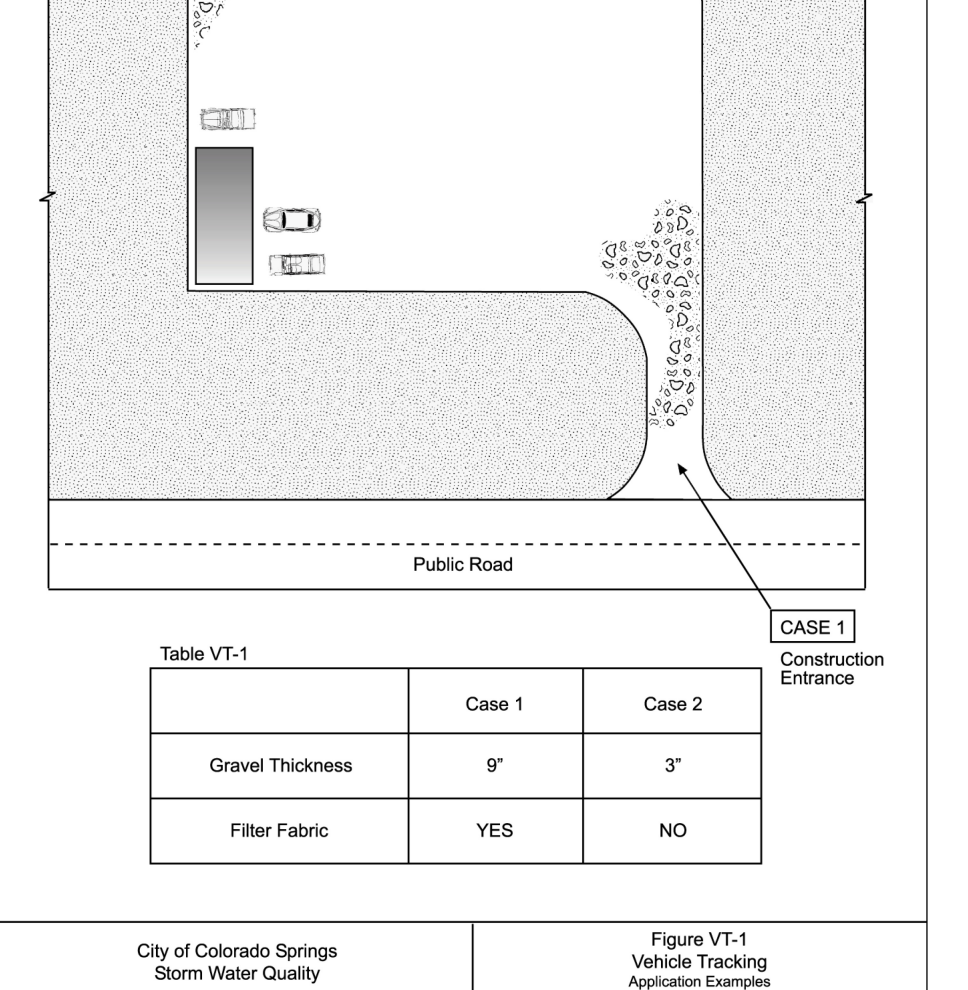 Public Road
CASE 1
Construction
Entrance
Table VT-1
Case 1
Case 2
Gravel Thickness
9”
3”
Filter Fabric
YES
NO
City of Colorado Springs
Storm Water Quality
Figure VT-1
Vehicle Tracking
Application Examples